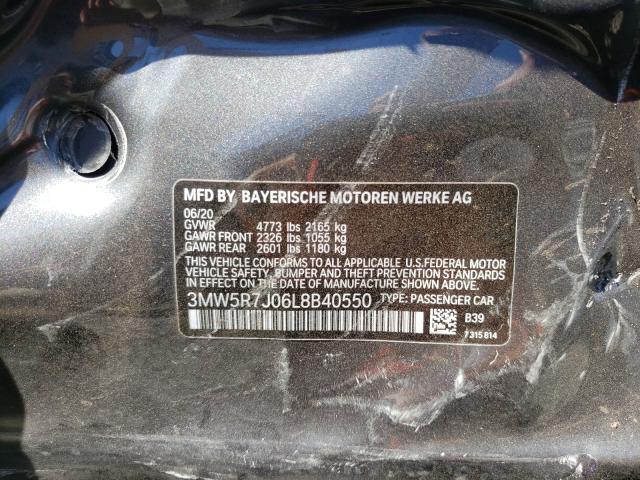 MFD BY BAYERISCHE MOTOREN WERKE AG
06/20
GVWR 4773 lbs 2165 kg
GAWR FRONT 2326 lbs 1055 kg
GAWR REAR 2601 lbs 1180 kg
THIS VEHICLE CONFORMS TO ALL APPLICABLE U.S. FEDERAL MOTOR
VEHICLE SAFETY, BUMPER AND THEFT PREVENTION STANDARDS
IN EFFECT ON THE DATE OF MANUFACTURE SHOWN ABOVE.
3MW5R7J06L8B40550 TYPE: PASSENGER CAR
B39
7315814